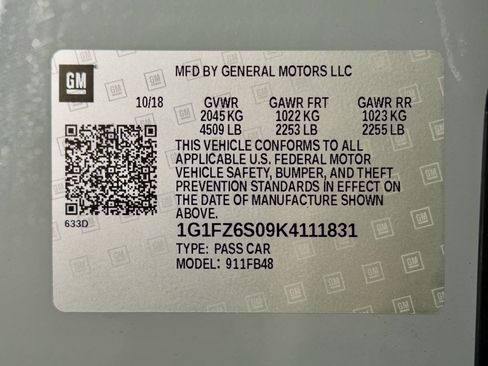 GM
MFD BY GENERAL MOTORS LLC
10/18 GVWR GAWR FRT GAWR RR
2045 KG 1022 KG 1023 KG
4509 LB 2253 LB 2255 LB
THIS VEHICLE CONFORMS TO ALL
APPLICABLE U.S. FEDERAL MOTOR
VEHICLE SAFETY, BUMPER, AND THEFT
PREVENTION STANDARDS IN EFFECT ON
THE DATE OF MANUFACTURE SHOWN
ABOVE.
633D
1G1FZ6S09K4111831
TYPE: PASS CAR
MODEL: 911FB48